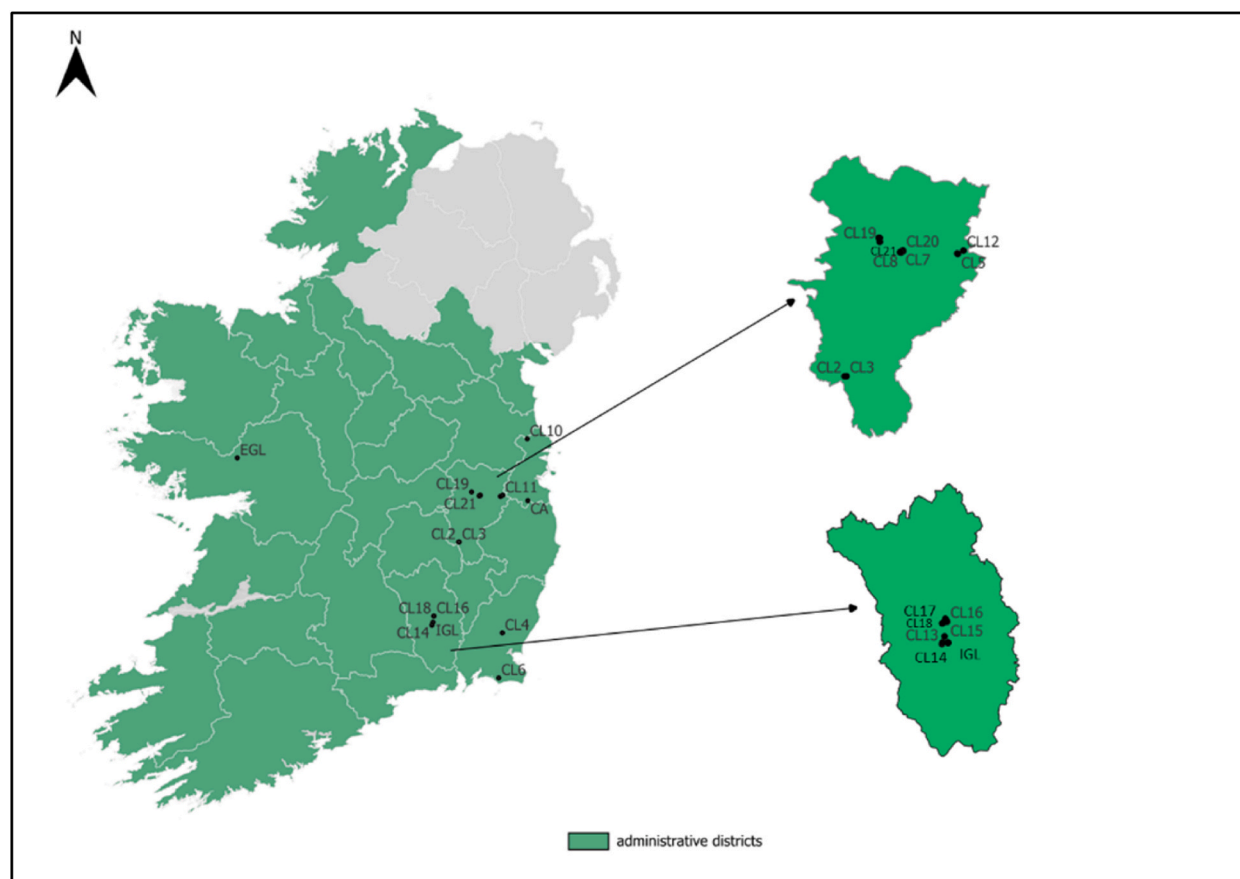 N
CL19
CL20
CL12
CL21
CL8
CL7
CL5
CL2
CL3
CL10
EGL
CL19
CL11
CL21
CA
CL2
CL3
CL18
CL16
CL14
IGL
CL4
CL6
CL17
CL16
CL18
CL13
CL15
CL14
IGL
administrative districts